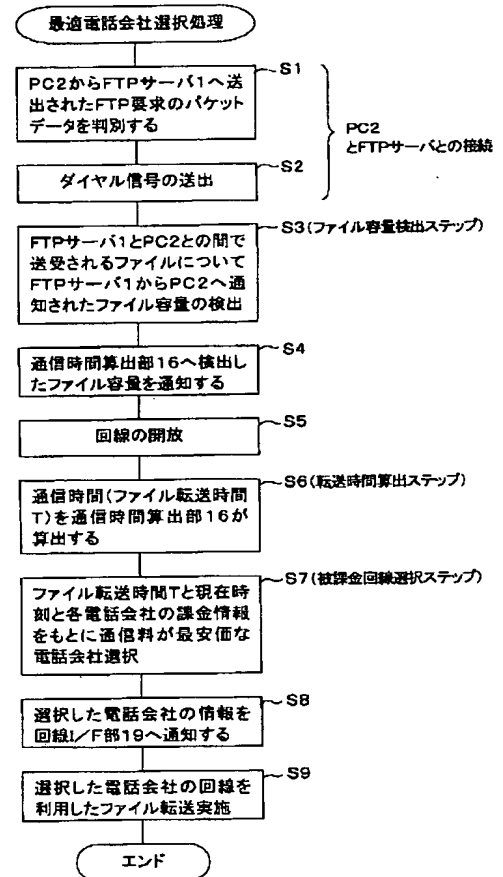 最適電話会社選択処理
S1
PC2からFTPサーバ1へ送
出されたFTP要求のパケット
データを判別する
PC2
とFTPサーバとの接続
S2
ダイヤル信号の送出
S3(ファイル容量検出ステップ)
FTPサーバ1とPC2との間で
送受されるファイルについて
FTPサーバ1からPC2へ通
知されたファイル容量の検出
S4
通信時間算出部16へ検出し
たファイル容量を通知する
S5
回線の開放
S6(転送時間算出ステップ)
通信時間(ファイル転送時間
T)を通信時間算出部16が
算出する
S7(被課金回線選択ステップ)
ファイル転送時間Tと現在時
刻と各電話会社の課金情報
をもとに通信料が最安価な
電話会社選択
S8
選択した電話会社の情報を
回線I/F部19へ通知する
S9
選択した電話会社の回線を
利用したファイル転送実施
エンド